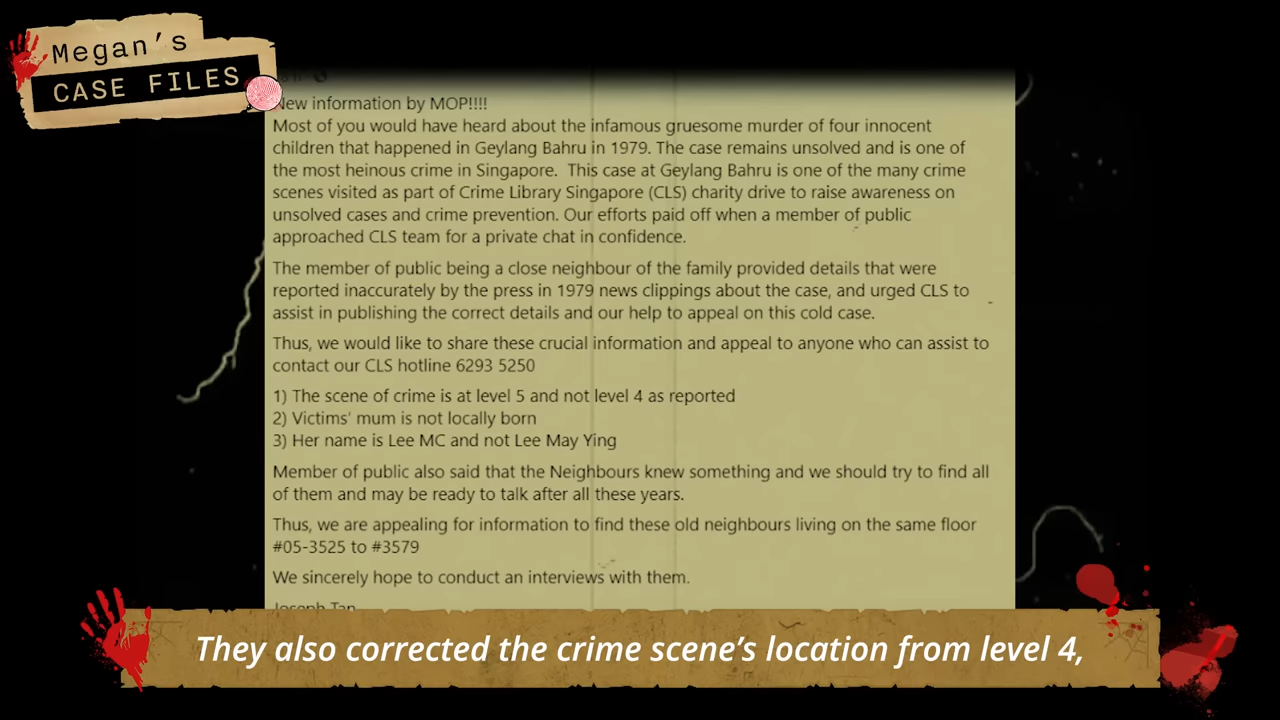 Megan's
CASE FILES
New information by MOP!!!!
Most of you would have heard about the infamous gruesome murder of four innocent
children that happened in Geylang Bahru in 1979. The case remains unsolved and is one of
the most heinous crime in Singapore.  This case at Geylang Bahru is one of the many crime
scenes visited as part of Crime Library Singapore (CLS) charity drive to raise awareness on
unsolved cases and crime prevention. Our efforts paid off when a member of public
approached CLS team for a private chat in confidence.
The member of public being a close neighbour of the family provided details that were
reported inaccurately by the press in 1979 news clippings about the case, and urged CLS to
assist in publishing the correct details and our help to appeal on this cold case.
Thus, we would like to share these crucial information and appeal to anyone who can assist to
contact our CLS hotline 6293 5250
1) The scene of crime is at level 5 and not level 4 as reported
2) Victims' mum is not locally born
3) Her name is Lee MC and not Lee May Ying
Member of public also said that the Neighbours knew something and we should try to find all
of them and may be ready to talk after all these years.
Thus, we are appealing for information to find these old neighbours living on the same floor
#05-3525 to #3579
We sincerely hope to conduct an interviews with them.
Joseph Tan
They also corrected the crime scene's location from level 4,